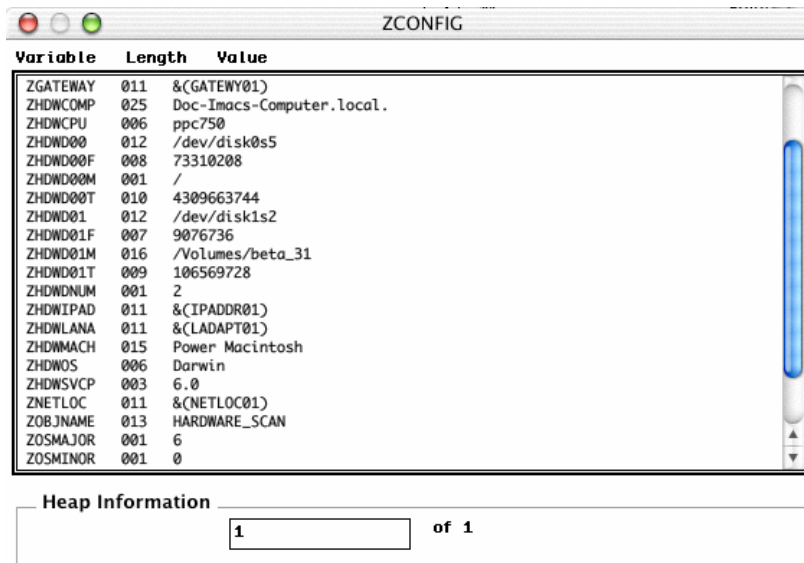 ZCONFIG
Variable Length Value
ZGATEWAY 011 &(GATEWY01)
ZHDWCOMP 025 Doc-Imacs-Computer.local.
ZHDWCPU 006 ppc750
ZHDWD00 012 /dev/disk0s5
ZHDWD00F 008 73310208
ZHDWD00M 001 /
ZHDWD00T 010 4309663744
ZHDWD01 012 /dev/disk1s2
ZHDWD01F 007 9076736
ZHDWD01M 016 /Volumes/beta_31
ZHDWD01T 009 106569728
ZHDWDNUM 001 2
ZHDWIPAD 011 &(IPADDR01)
ZHDWLANA 011 &(LADAPT01)
ZHDWMACH 015 Power Macintosh
ZHDWOS 006 Darwin
ZHDWSVCP 003 6.0
ZNETLOC 011 &(NETLOC01)
ZOBJNAME 013 HARDWARE_SCAN
ZOSMAJOR 001 6
ZOSMINOR 001 0
Heap Information
1 of 1